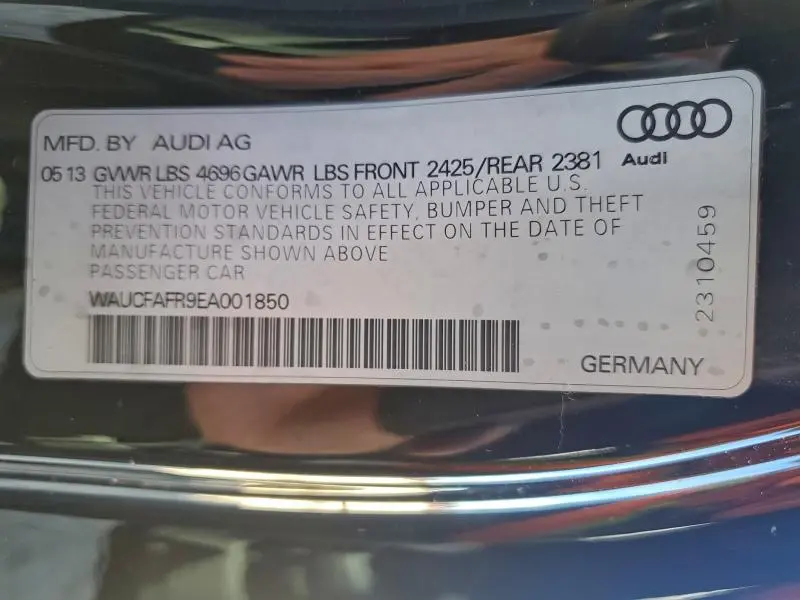 MFD. BY AUDI AG
Audi
05 13 GVWR LBS 4696 GAWR LBS FRONT 2425/REAR 2381
THIS VEHICLE CONFORMS TO ALL APPLICABLE U.S.
FEDERAL MOTOR VEHICLE SAFETY, BUMPER AND THEFT
PREVENTION STANDARDS IN EFFECT ON THE DATE OF
MANUFACTURE SHOWN ABOVE
PASSENGER CAR
WAUCFAFR9EA001850
GERMANY
2310459